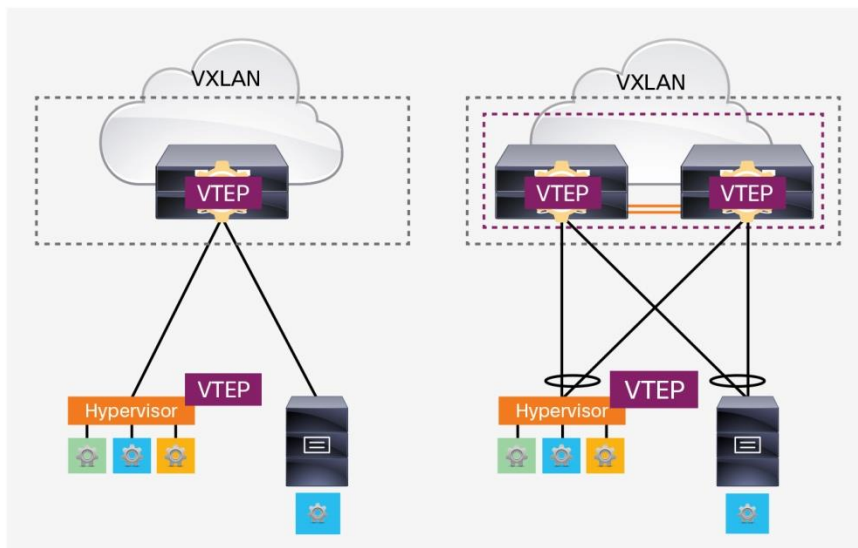 VXLAN
VTEP
VTEP
Hypervisor
VXLAN
VTEP
VTEP
VTEP
Hypervisor